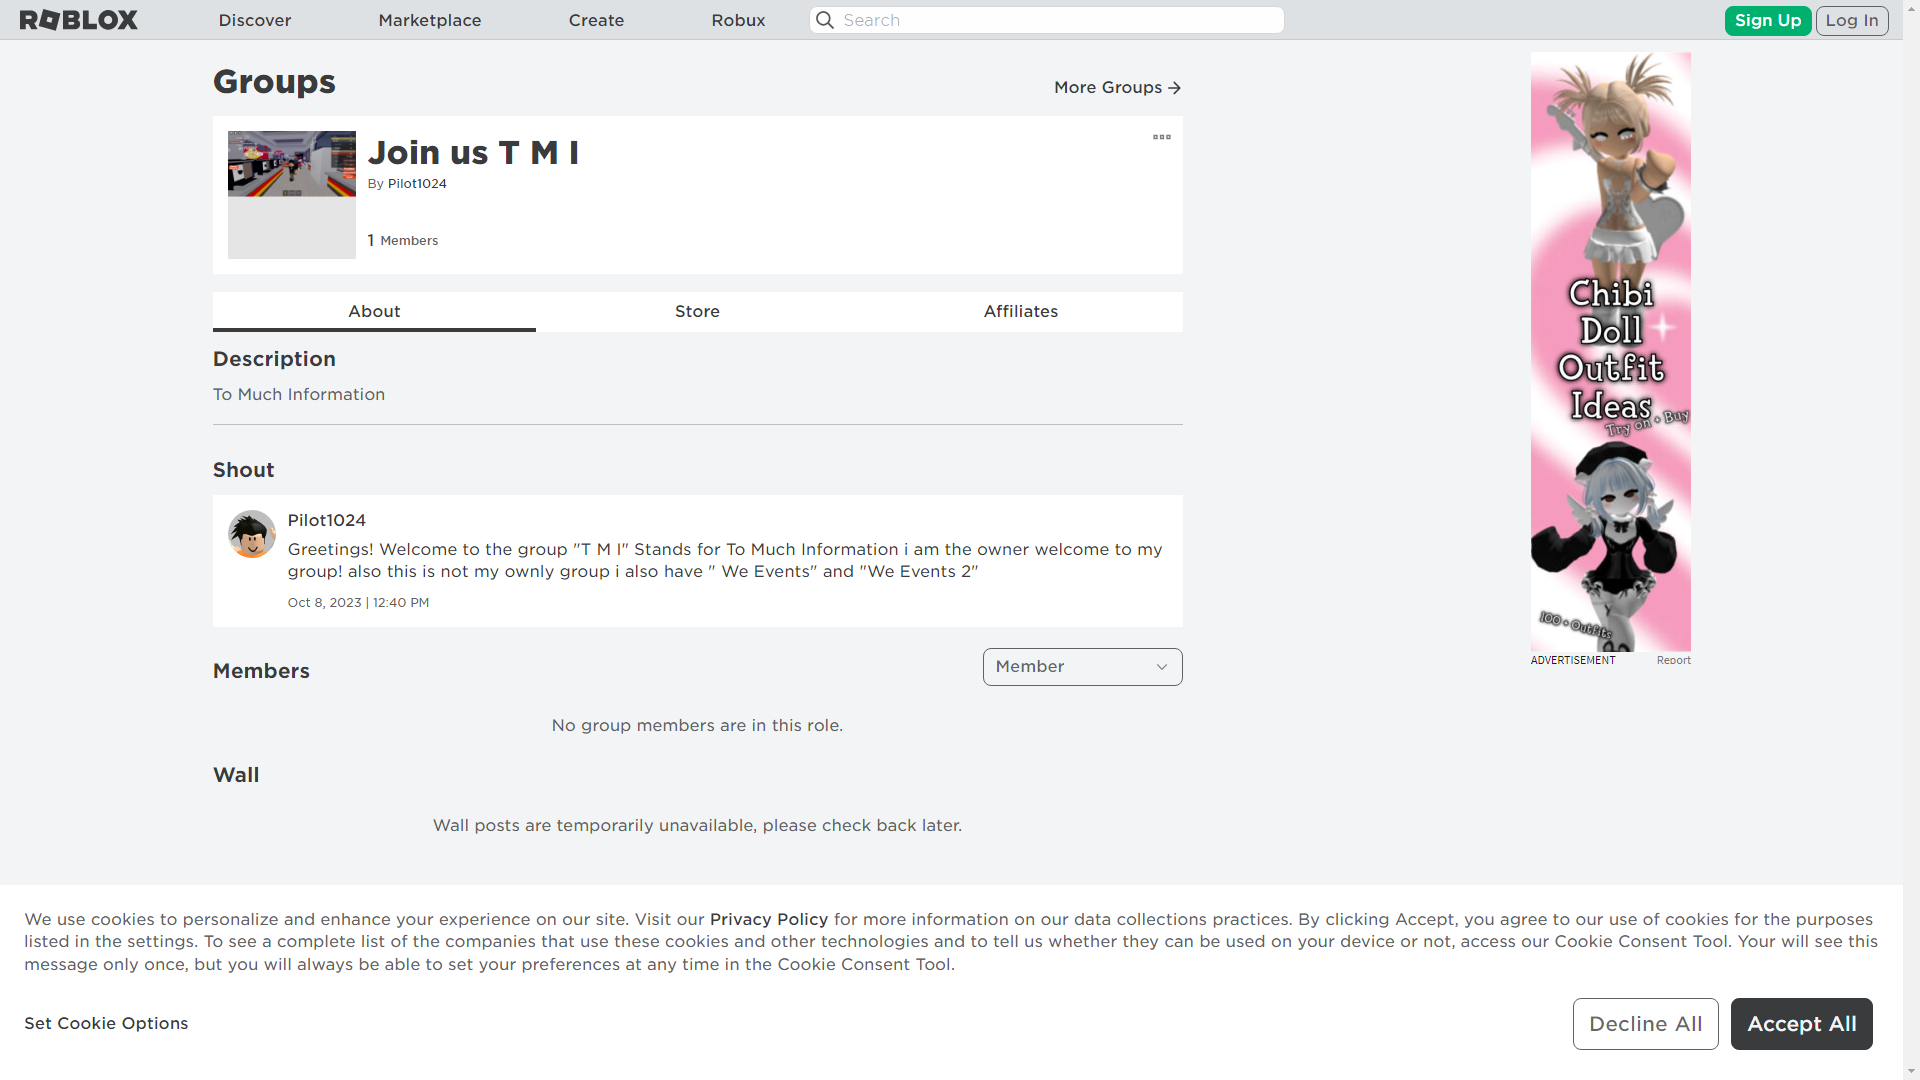 ROBLOX
Discover
Marketplace
Create
Robux
Search
Sign Up
Log In
Groups
More Groups
Join us T M I
By Pilot1024
1 Members
About
Store
Affiliates
Description
To Much Information
Shout
Pilot1024
Greetings! Welcome to the group "T M I" Stands for To Much Information i am the owner welcome to my
group! also this is not my ownly group i also have " We Events" and "We Events 2"
Oct 8, 2023 | 12:40 PM
Members
Member
No group members are in this role.
Wall
Wall posts are temporarily unavailable, please check back later.
Chibi
Doll
Outfit
Ideas
Try on + Buy
100 + Outfits
ADVERTISEMENT
Report
We use cookies to personalize and enhance your experience on our site. Visit our Privacy Policy for more information on our data collections practices. By clicking Accept, you agree to our use of cookies for the purposes
listed in the settings. To see a complete list of the companies that use these cookies and other technologies and to tell us whether they can be used on your device or not, access our Cookie Consent Tool. Your will see this
message only once, but you will always be able to set your preferences at any time in the Cookie Consent Tool.
Set Cookie Options
Decline All
Accept All